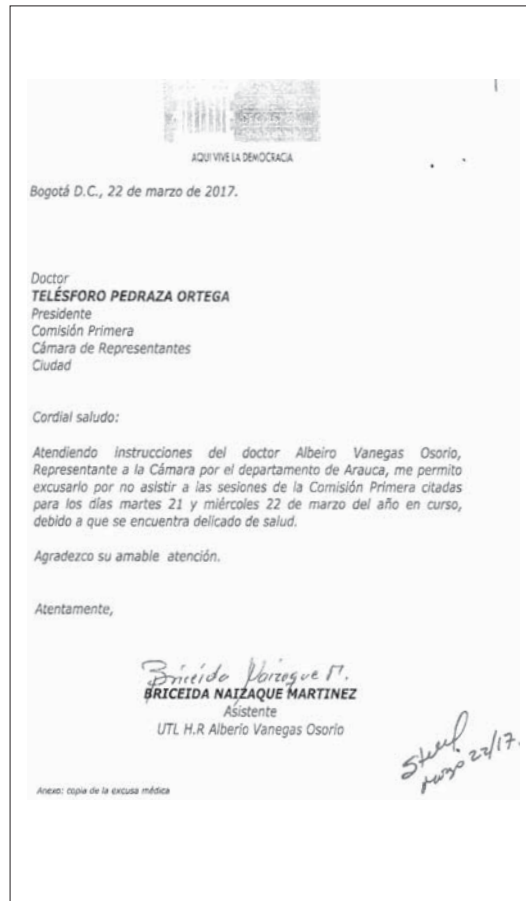 AQUI VIVE LA DEMOCRACIA
Bogotá D.C., 22 de marzo de 2017.
Doctor
TELÉSFORO PEDRAZA ORTEGA
Presidente
Comisión Primera
Cámara de Representantes
Ciudad
Cordial saludo:
Atendiendo instrucciones del doctor Albeiro Vanegas Osorio,
Representante a la Cámara por el departamento de Arauca, me permito
excusarlo por no asistir a las sesiones de la Comisión Primera citadas
para los días martes 21 y miércoles 22 de marzo del año en curso,
debido a que se encuentra delicado de salud.
Agradezco su amable atención.
Atentamente,
Briceida Naizaque M.
BRICEIDA NAIZAQUE MARTINEZ
Asistente
UTL H.R Alberio Vanegas Osorio
marzo 22/17.
Anexo: copia de la excusa médica